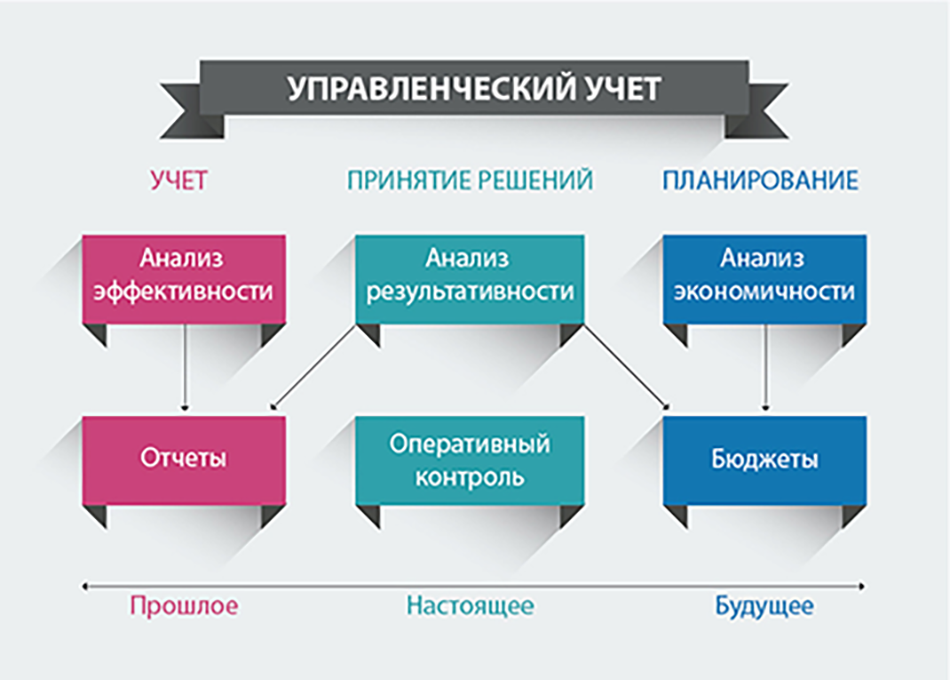 УПРАВЛЕНЧЕСКИЙ УЧЕТ
УЧЕТ
ПРИНЯТИЕ РЕШЕНИЙ
ПЛАНИРОВАНИЕ
Анализ
эффективности
Анализ
результативности
Анализ
экономичности
Отчеты
Оперативный
контроль
Бюджеты
Прошлое
Настоящее
Будущее